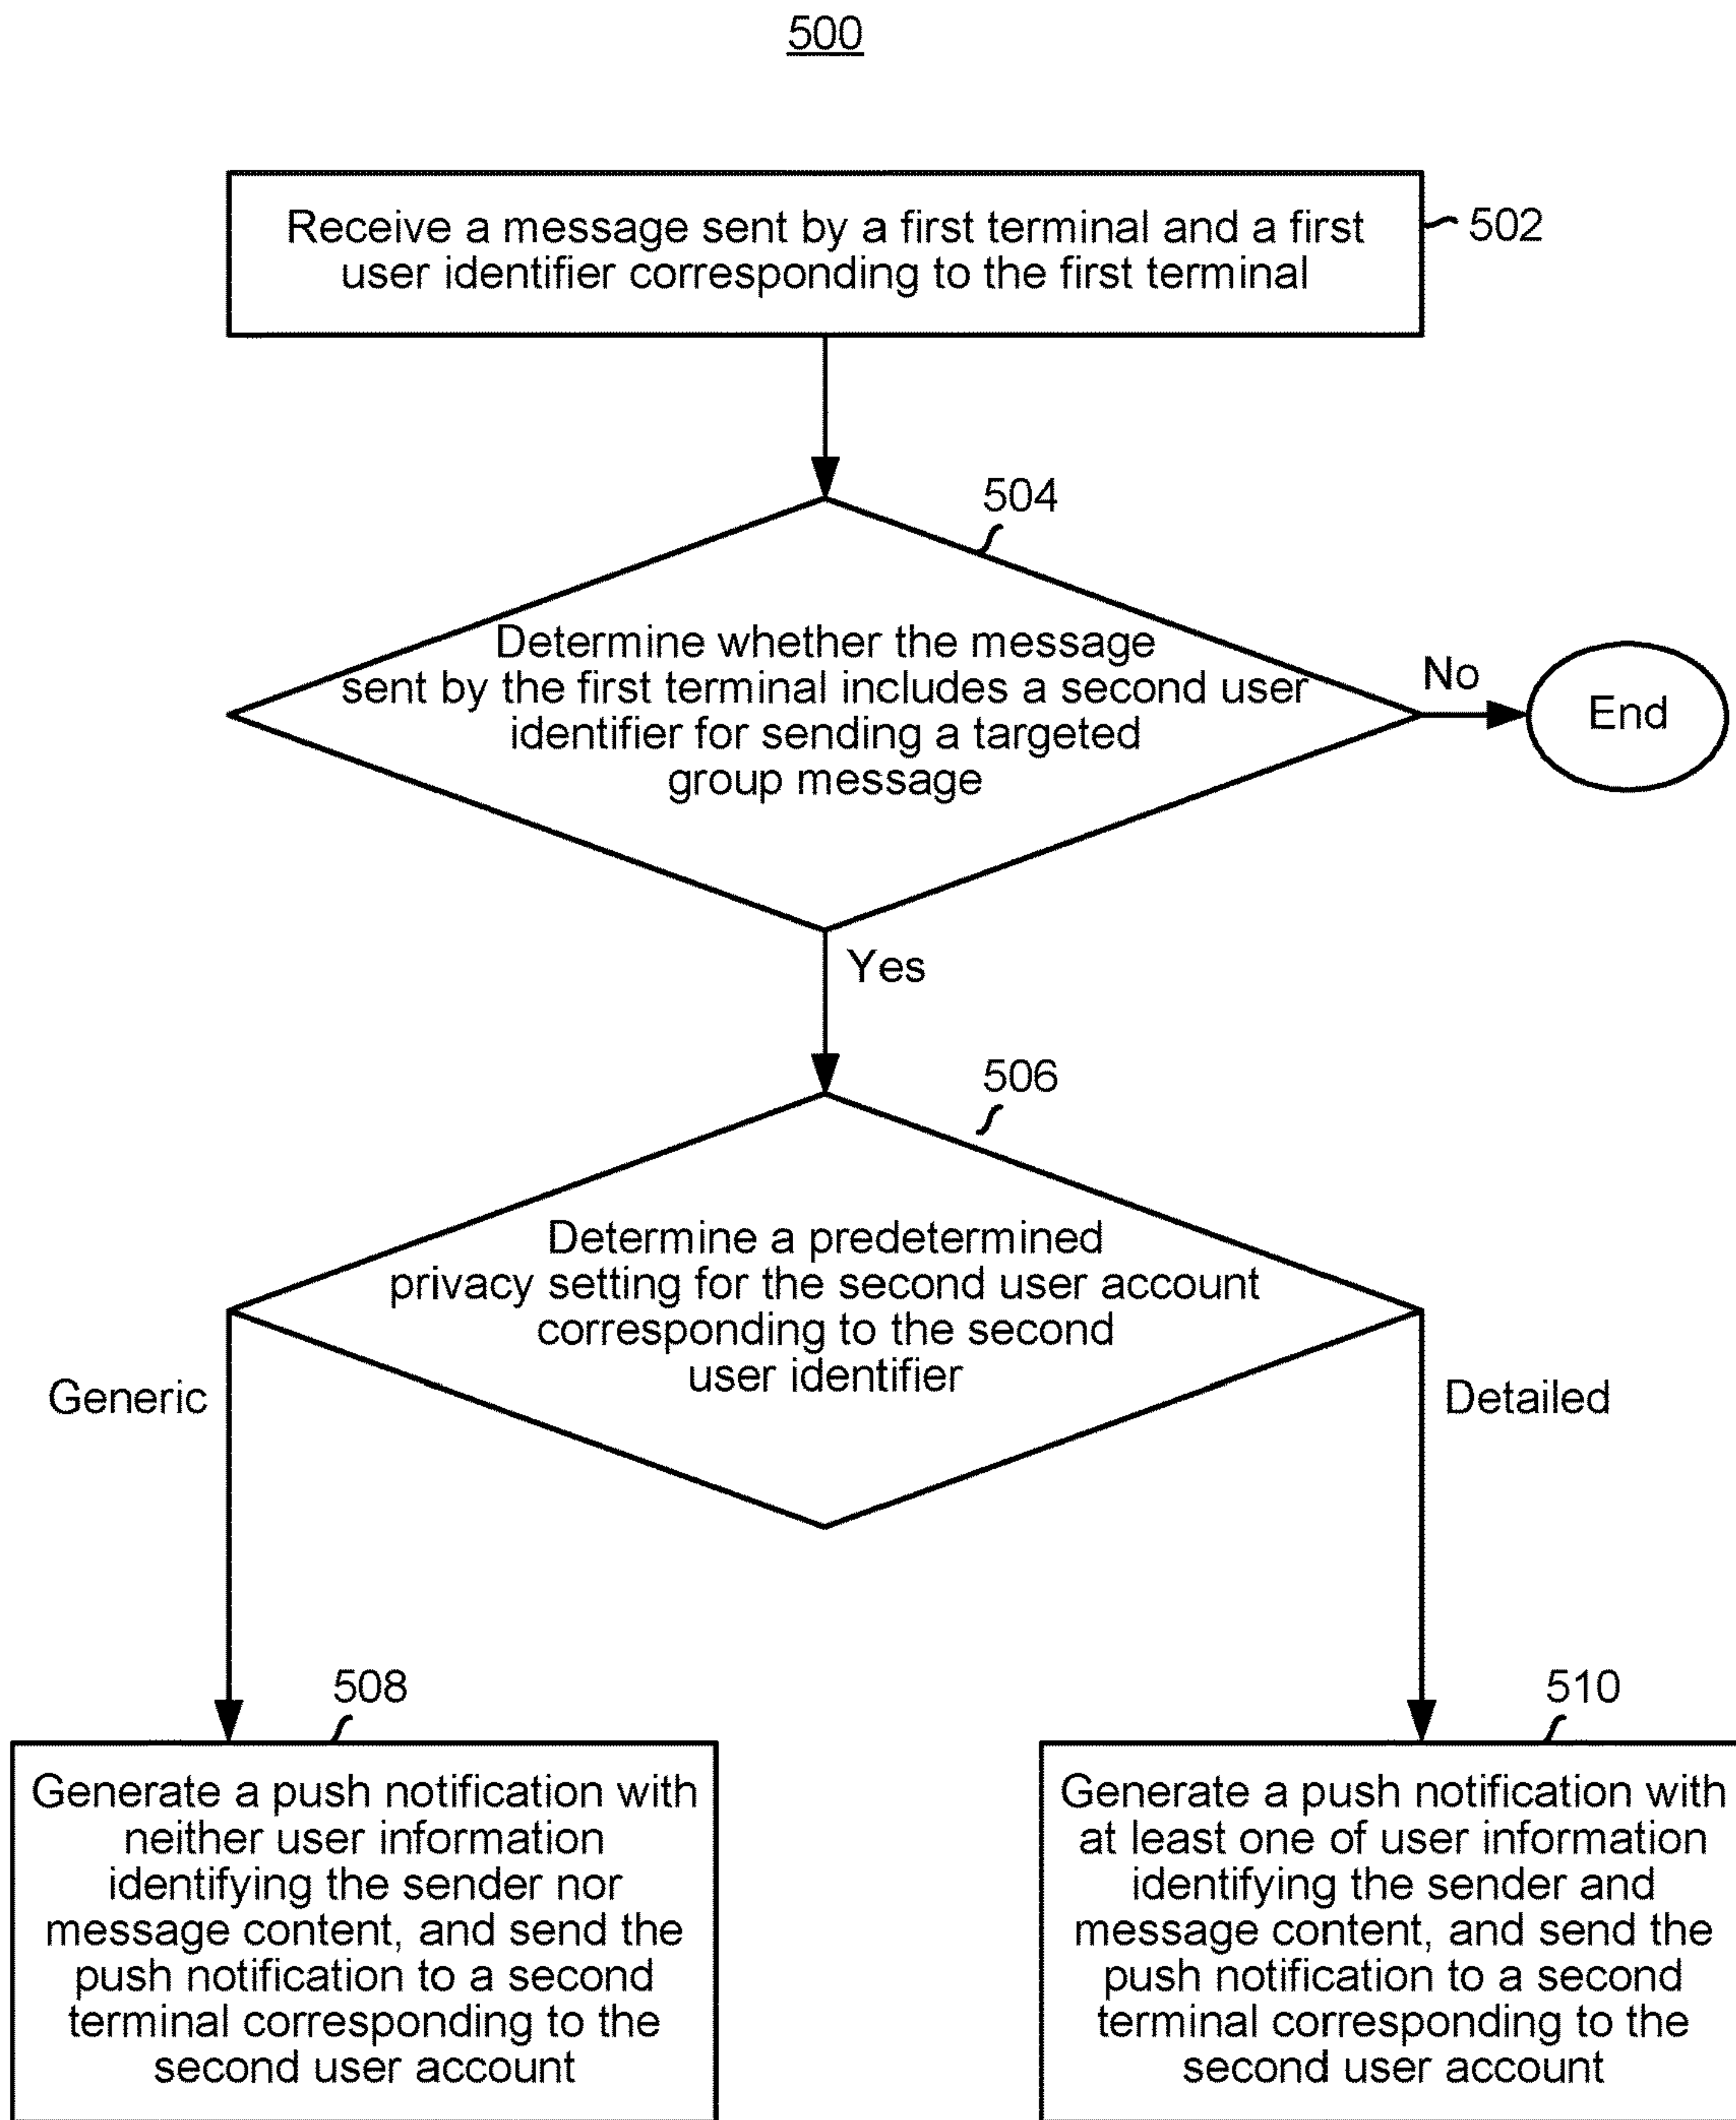 500
Receive a message sent by a first terminal and a first
user identifier corresponding to the first terminal
502
504
Determine whether the message
sent by the first terminal includes a second user
identifier for sending a targeted
group message
No
End
Yes
506
Determine a predetermined
privacy setting for the second user account
corresponding to the second
user identifier
Generic
Detailed
508
Generate a push notification with
neither user information
identifying the sender nor
message content, and send the
push notification to a second
terminal corresponding to the
second user account
510
Generate a push notification with
at least one of user information
identifying the sender and
message content, and send the
push notification to a second
terminal corresponding to the
second user account